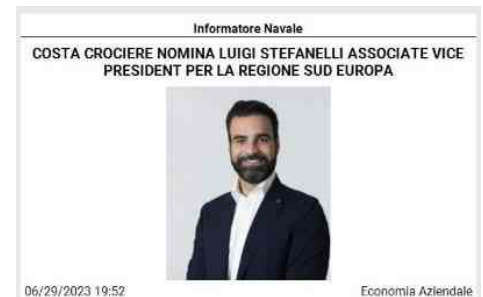 Informatore Navale
COSTA CROCIERE NOMINA LUIGI STEFANELLI ASSOCIATE VICE
PRESIDENT PER LA REGIONE SUD EUROPA
06/29/2023 19:52
Economia Aziendale